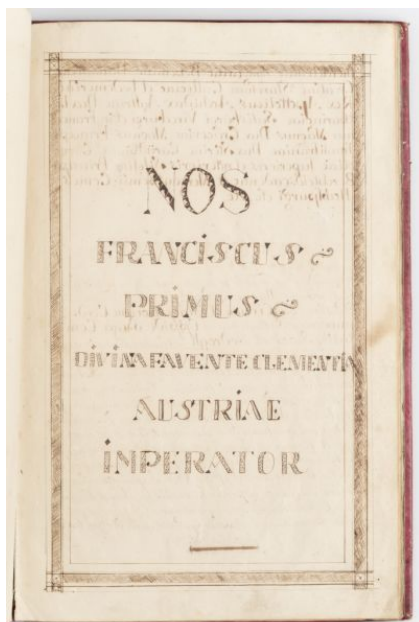 NOS
FRANCISCUS
PRIMUS
DIVINA FAVENTE CLEMENTIA
AUSTRIAE
IMPERATOR